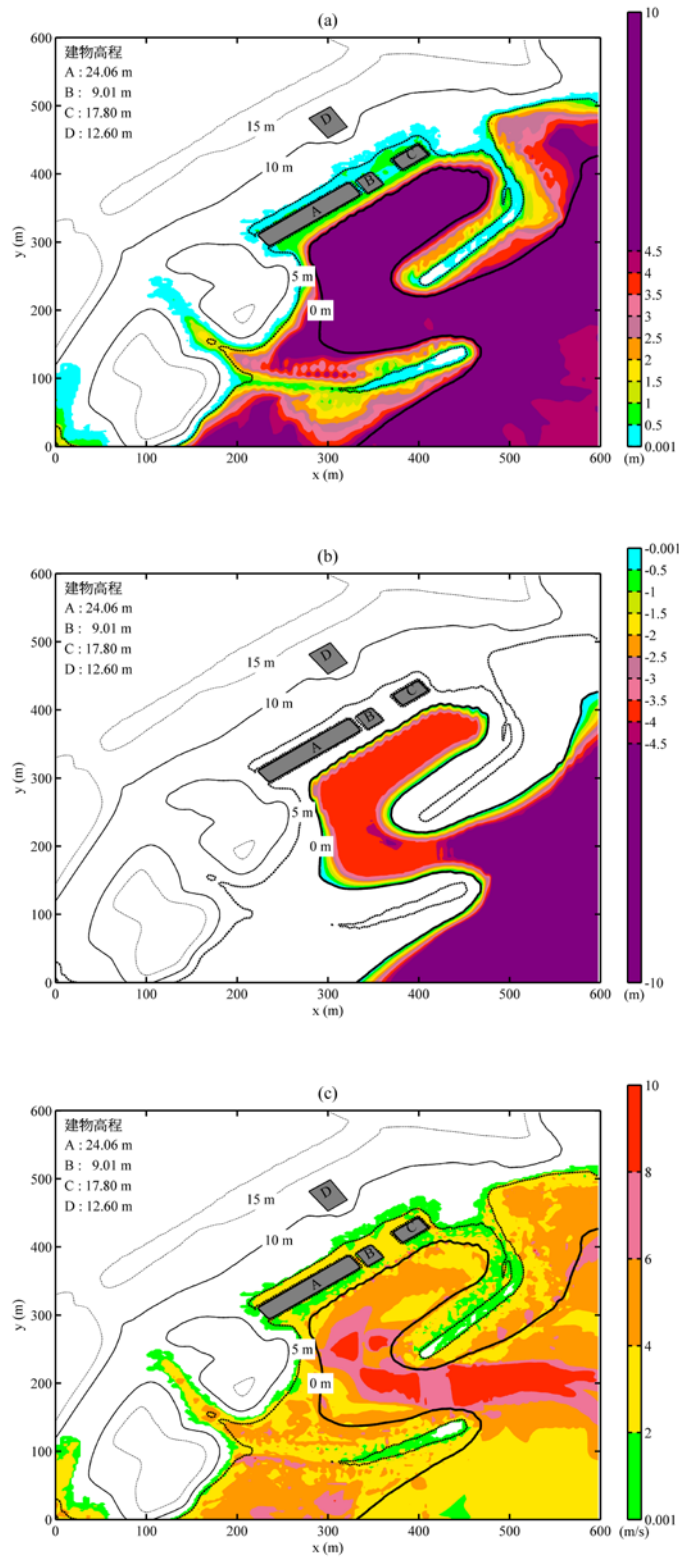 (a)
建物高程
A : 24.06 m
B : 9.01 m
C : 17.80 m
D : 12.60 m
15 m
10 m
5 m
0 m
A
B
C
D
y (m)
600
500
400
300
200
100
0
0 100 200 300 400 500 600
x (m)
10
4.5
4
3.5
3
2.5
2
1.5
1
0.5
0.001
(m)
(b)
建物高程
A : 24.06 m
B : 9.01 m
C : 17.80 m
D : 12.60 m
15 m
10 m
5 m
0 m
A
B
C
D
y (m)
600
500
400
300
200
100
0
0 100 200 300 400 500 600
x (m)
-0.001
-0.5
-1
-1.5
-2
-2.5
-3
-3.5
-4
-4.5
-10
(m)
(c)
建物高程
A : 24.06 m
B : 9.01 m
C : 17.80 m
D : 12.60 m
15 m
10 m
5 m
0 m
A
B
C
D
y (m)
600
500
400
300
200
100
0
0 100 200 300 400 500 600
x (m)
10
8
6
4
2
0.001
(m/s)